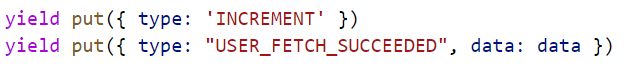 yield put({ type: 'INCREMENT' })
yield put({ type: "USER_FETCH_SUCCEEDED", data: data })